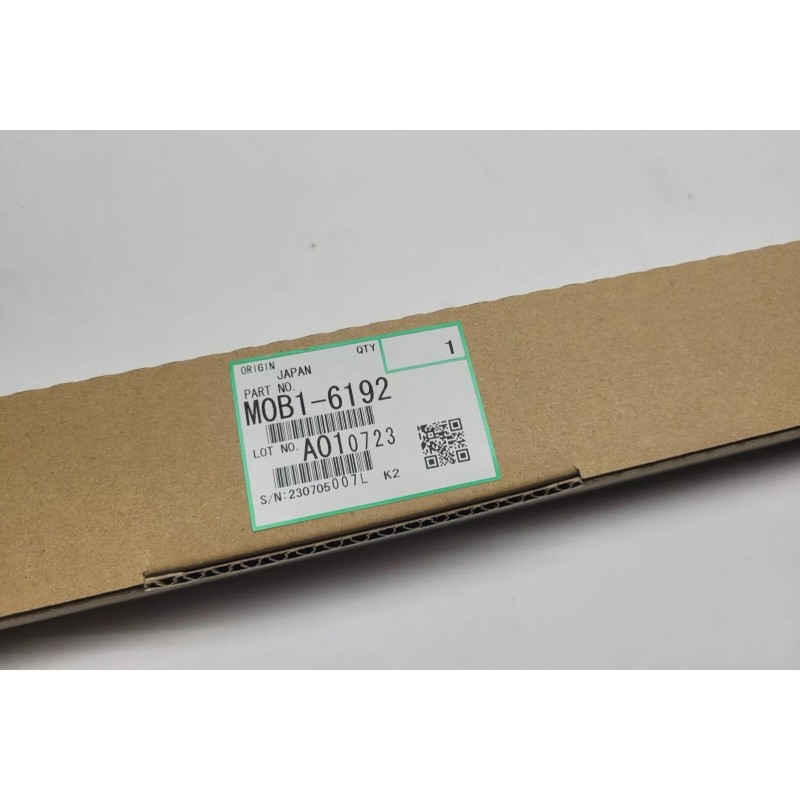 ORIGIN JAPAN QTY 1
PART NO.
M0B1-6192
LOT NO. A010723
S/N:230705007L K2